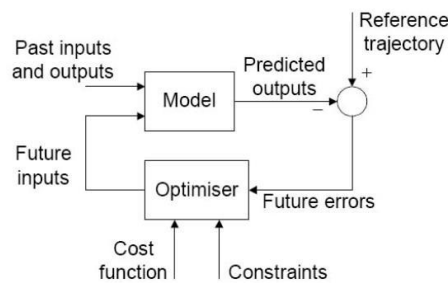 Reference
trajectory
Past inputs
and outputs
Predicted
outputs
+
Model
−
Future
inputs
Optimiser
Future errors
Cost
function
Constraints